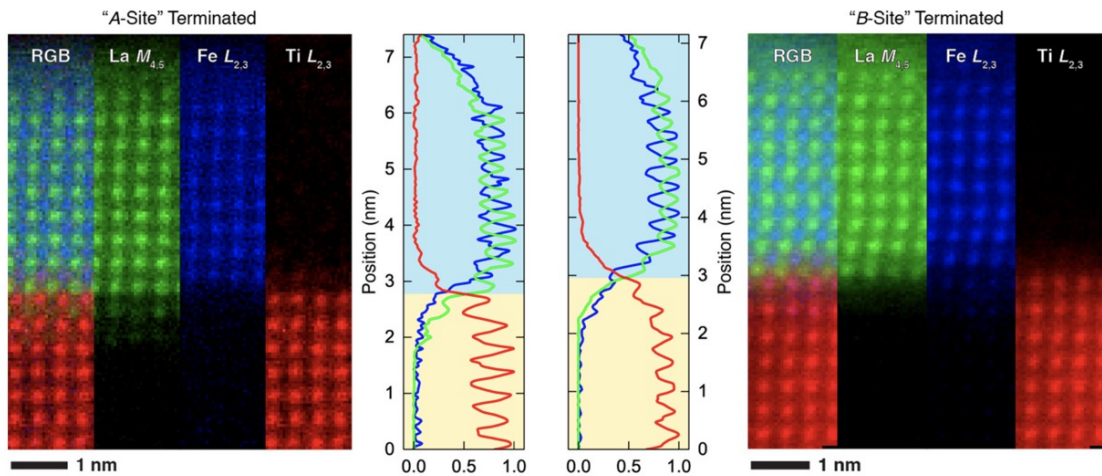 "A-Site" Terminated
"B-Site" Terminated
RGB La M4,5 Fe L2,3 Ti L2,3
7
6
5
4
3
2
1
0
0.0 0.5 1.0
Position (nm)
0.0 0.5 1.0
7
6
5
4
3
2
1
0
Position (nm)
RGB La M4,5 Fe L2,3 Ti L2,3
1 nm
1 nm